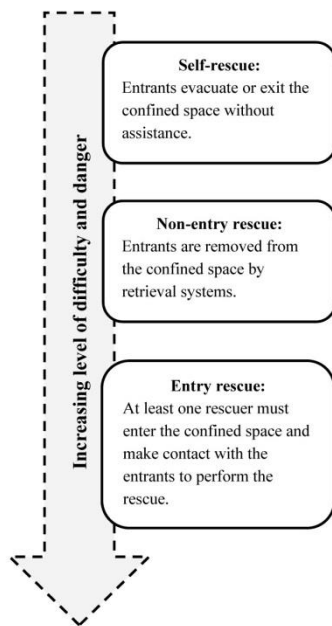 Increasing level of difficulty and danger
Self-rescue:
Entrants evacuate or exit the
confined space without
assistance.
Non-entry rescue:
Entrants are removed from
the confined space by
retrieval systems.
Entry rescue:
At least one rescuer must
enter the confined space and
make contact with the
entrants to perform the
rescue.